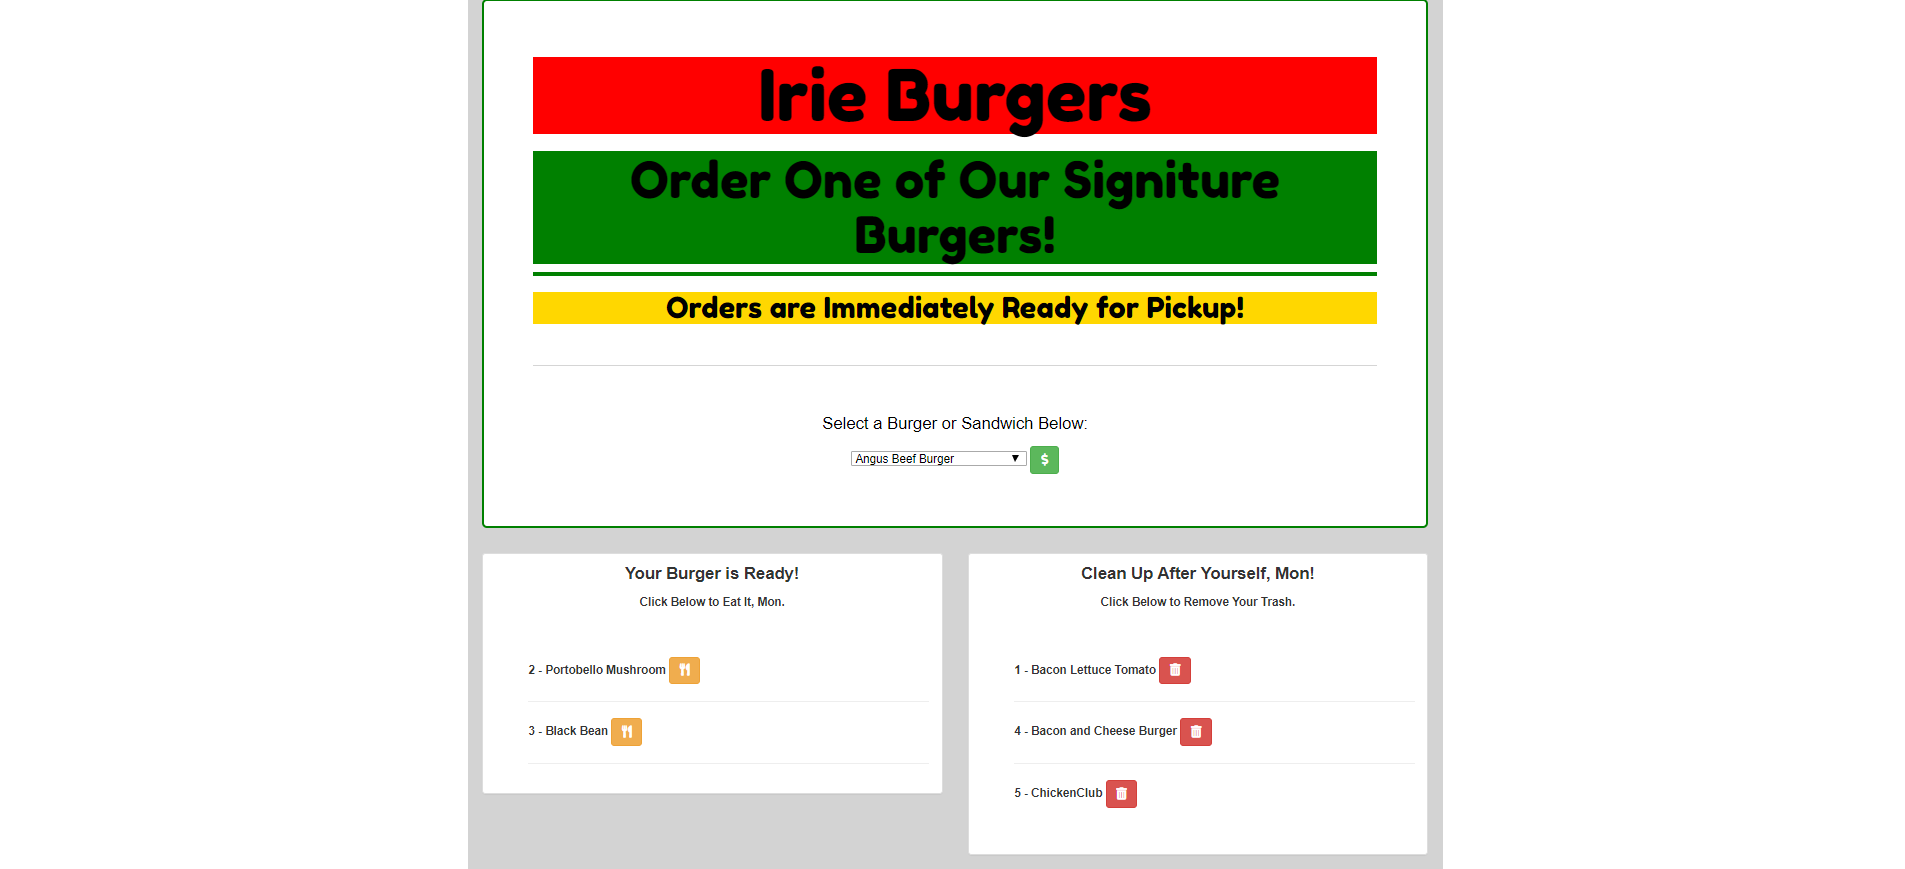 Irie Burgers
Order One of Our Signiture
Burgers!
Orders are Immediately Ready for Pickup!
Select a Burger or Sandwich Below:
Angus Beef Burger
$
Your Burger is Ready!
Click Below to Eat It, Mon.
2 - Portobello Mushroom
3 - Black Bean
Clean Up After Yourself, Mon!
Click Below to Remove Your Trash.
1 - Bacon Lettuce Tomato
4 - Bacon and Cheese Burger
5 - ChickenClub